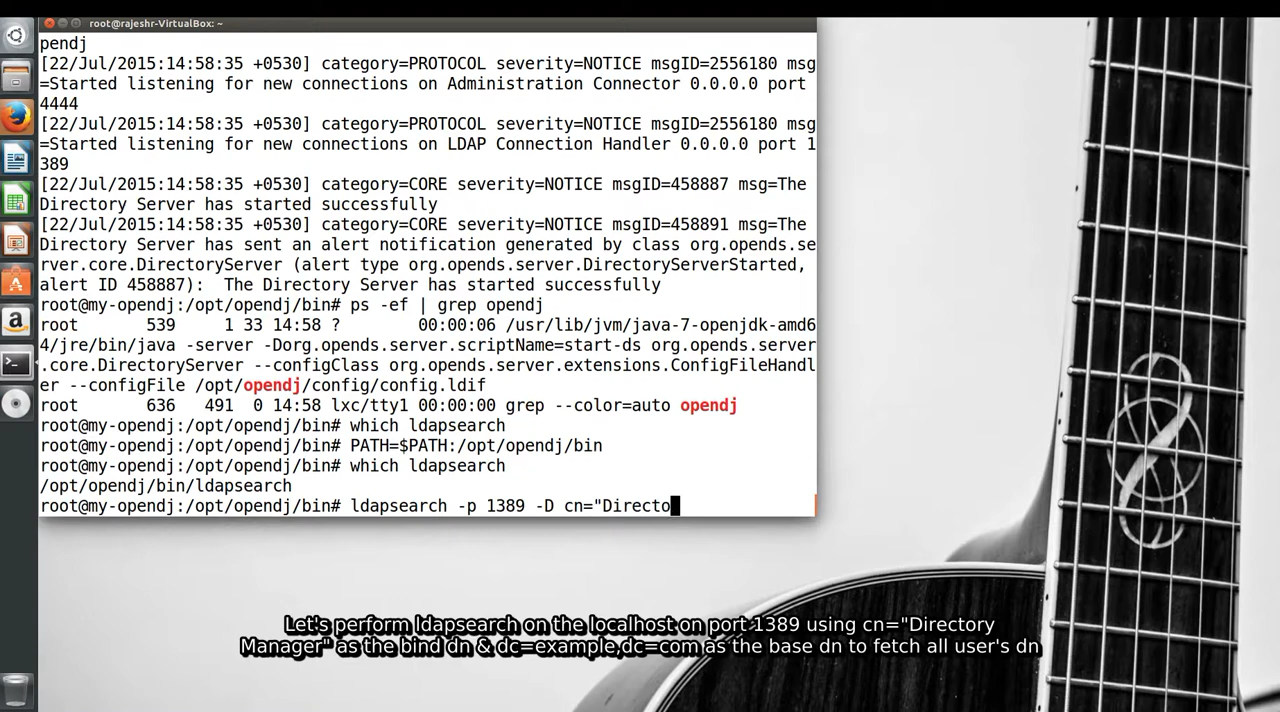 root@rajeshr-VirtualBox: ~
pendj
[22/Jul/2015:14:58:35 +0530] category=PROTOCOL severity=NOTICE msgID=2556180 msg
=Started listening for new connections on Administration Connector 0.0.0.0 port
4444
[22/Jul/2015:14:58:35 +0530] category=PROTOCOL severity=NOTICE msgID=2556180 msg
=Started listening for new connections on LDAP Connection Handler 0.0.0.0 port 1
389
[22/Jul/2015:14:58:35 +0530] category=CORE severity=NOTICE msgID=458887 msg=The
Directory Server has started successfully
[22/Jul/2015:14:58:35 +0530] category=CORE severity=NOTICE msgID=458891 msg=The
Directory Server has sent an alert notification generated by class org.opends.se
rver.core.DirectoryServer (alert type org.opends.server.DirectoryServerStarted,
alert ID 458887):  The Directory Server has started successfully
root@my-opendj:/opt/opendj/bin# ps -ef | grep opendj
root       539     1 33 14:58 ?        00:00:06 /usr/lib/jvm/java-7-openjdk-amd6
4/jre/bin/java -server -Dorg.opends.server.scriptName=start-ds org.opends.server
.core.DirectoryServer --configClass org.opends.server.extensions.ConfigFileHandl
er --configFile /opt/opendj/config/config.ldif
root       636   491  0 14:58 lxc/tty1 00:00:00 grep --color=auto opendj
root@my-opendj:/opt/opendj/bin# which ldapsearch
root@my-opendj:/opt/opendj/bin# PATH=$PATH:/opt/opendj/bin
root@my-opendj:/opt/opendj/bin# which ldapsearch
/opt/opendj/bin/ldapsearch
root@my-opendj:/opt/opendj/bin# ldapsearch -p 1389 -D cn="Directo
Let's perform ldapsearch on the localhost on port 1389 using cn="Directory
Manager" as the bind dn & dc=example,dc=com as the base dn to fetch all user's dn